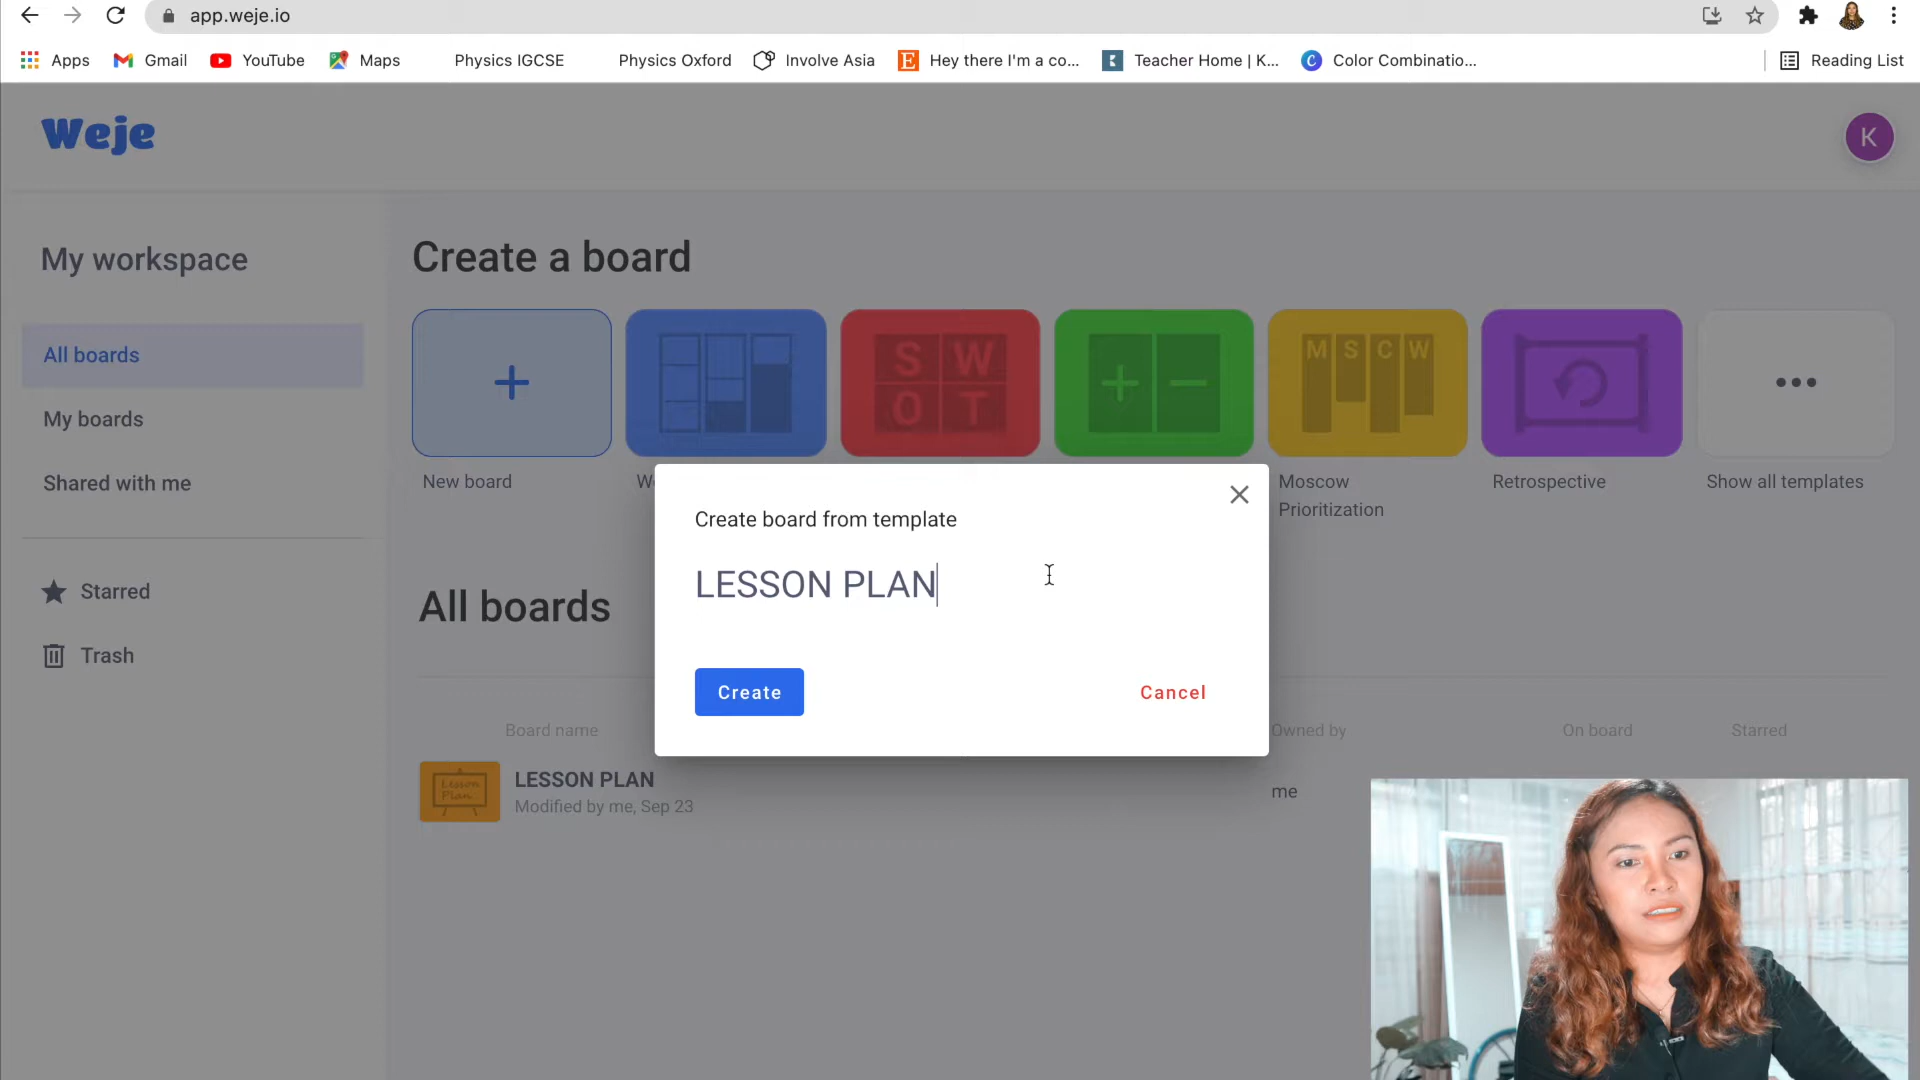 app.weje.io
Apps
Gmail
YouTube
Maps
Physics IGCSE
Physics Oxford
Involve Asia
Hey there I'm a co...
Teacher Home | K...
Color Combinatio...
Reading List
Weje
K
My workspace
All boards
My boards
Shared with me
Starred
Trash
Create a board
S W
O T
M S C W
New board
Moscow
Prioritization
Retrospective
Show all templates
Create board from template
LESSON PLAN
Create
Cancel
All boards
Board name
Owned by
On board
Starred
Lesson
Plan
LESSON PLAN
Modified by me, Sep 23
me